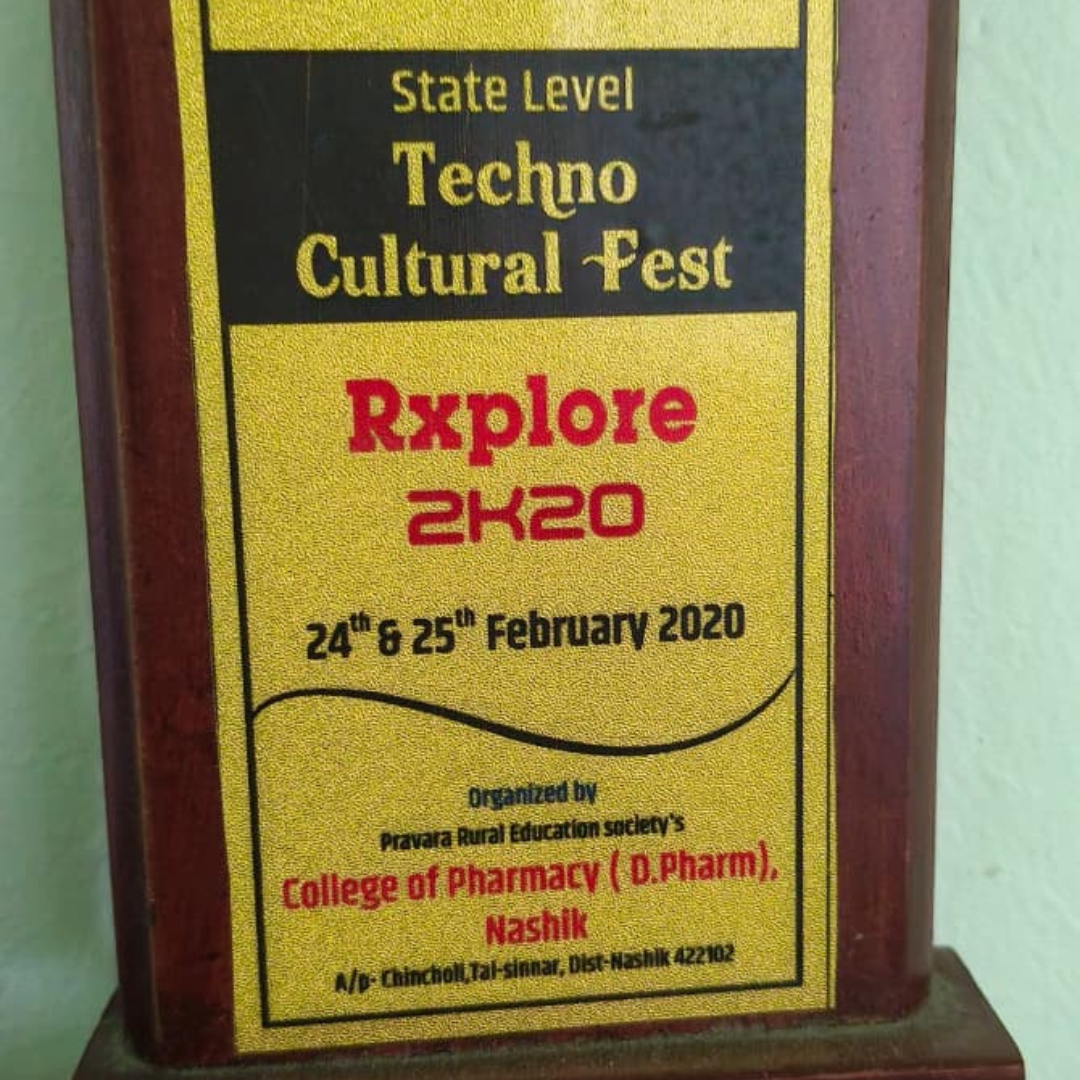 State Level
Techno
Cultural Fest
Rxplore
2K20
24th & 25th February 2020
Organized by
Pravara Rural Education society's
College of Pharmacy ( D.Pharm),
Nashik
A/p- Chincholi,Tal-sinnar, Dist-Nashik 422102